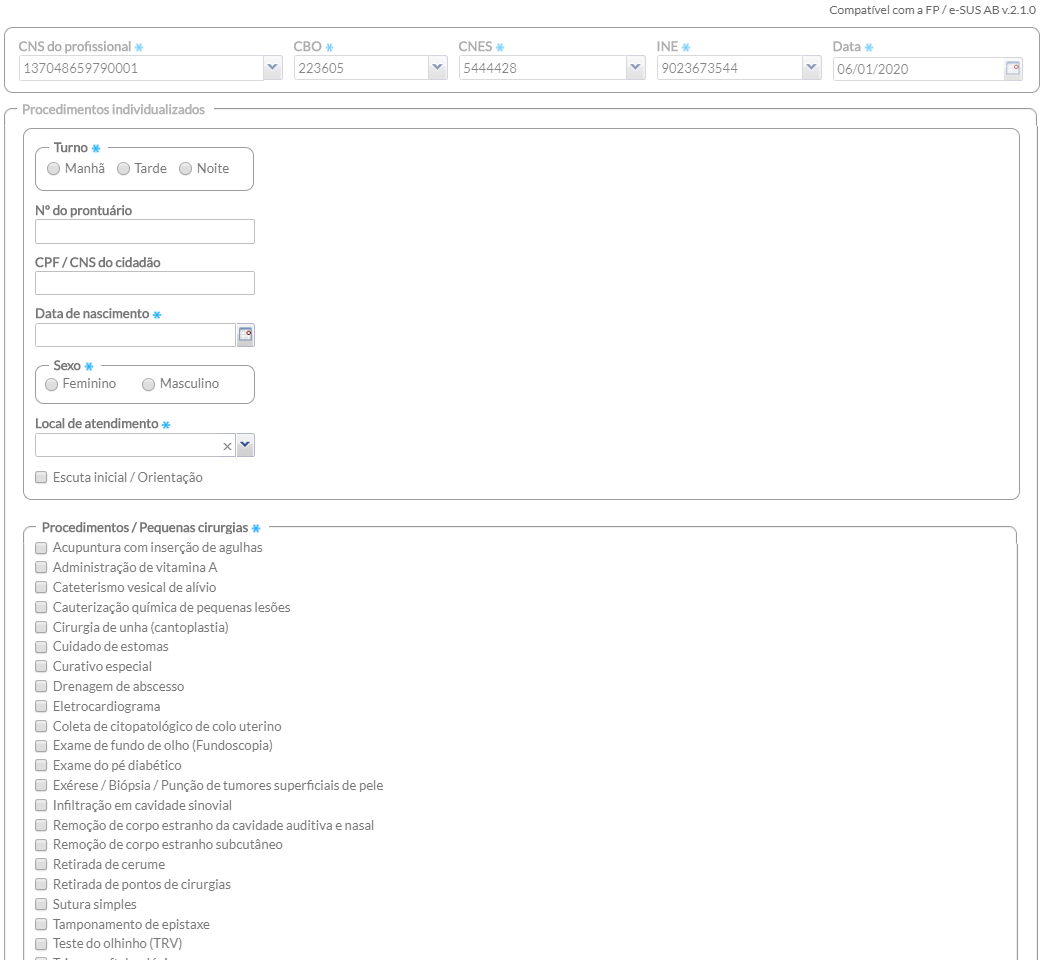 Compatível com a FP / e-SUS AB v.2.1.0
CNS do profissional * CBO * CNES * INE * Data *
137048659790001 223605 5444428 9023673544 06/01/2020
Procedimentos individualizados
Turno *
Manhã Tarde Noite
Nº do prontuário
CPF / CNS do cidadão
Data de nascimento *
Sexo *
Feminino Masculino
Local de atendimento *
Escuta inicial / Orientação
Procedimentos / Pequenas cirurgias *
Acupuntura com inserção de agulhas
Administração de vitamina A
Cateterismo vesical de alívio
Cauterização química de pequenas lesões
Cirurgia de unha (cantoplastia)
Cuidado de estomas
Curativo especial
Drenagem de abscesso
Eletrocardiograma
Coleta de citopatológico de colo uterino
Exame de fundo de olho (Fundoscopia)
Exame do pé diabético
Exérese / Biópsia / Punção de tumores superficiais de pele
Infiltração em cavidade sinovial
Remoção de corpo estranho da cavidade auditiva e nasal
Remoção de corpo estranho subcutâneo
Retirada de cerume
Retirada de pontos de cirurgias
Sutura simples
Tamponamento de epistaxe
Teste do olhinho (TRV)